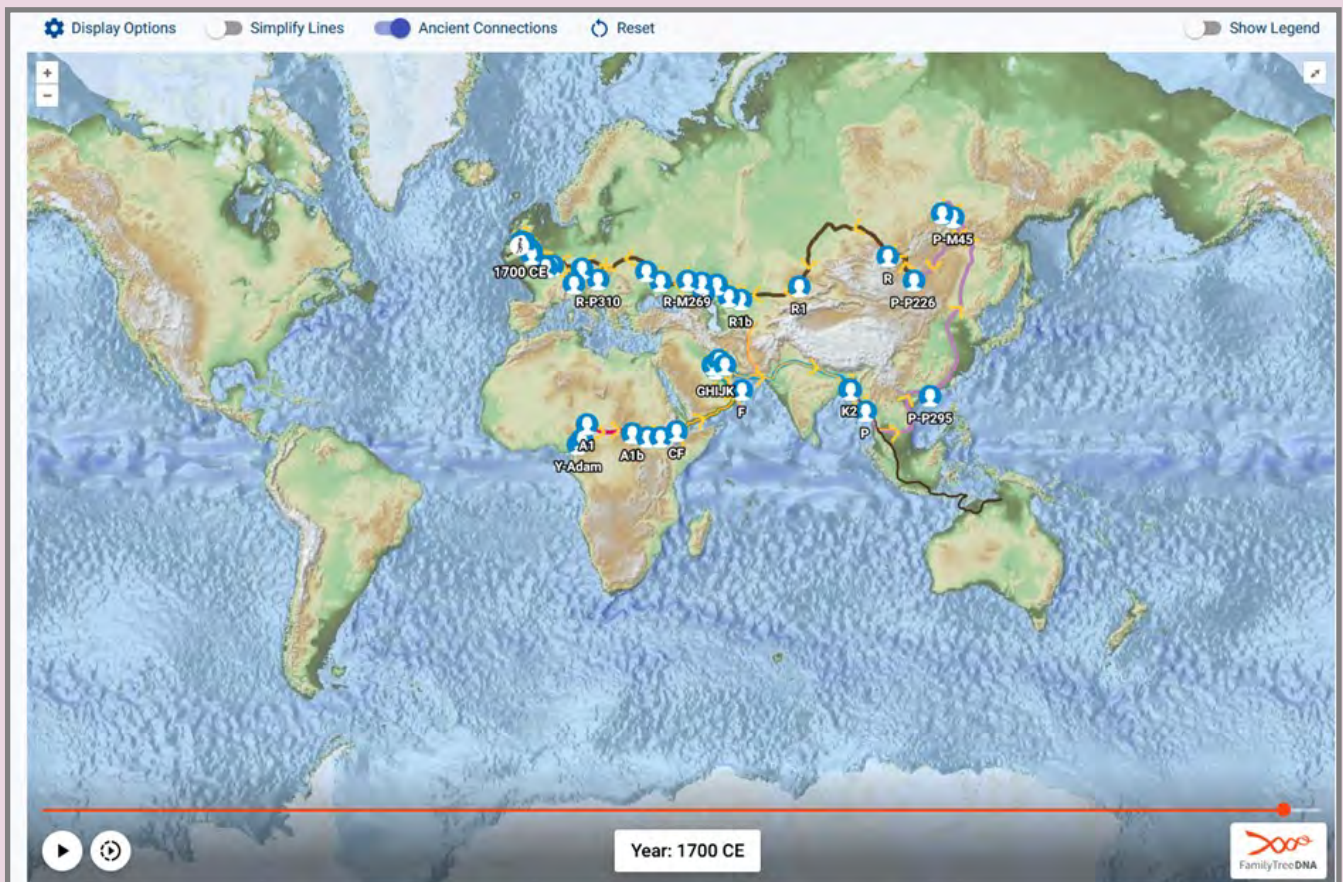 Display Options Simplify Lines Ancient Connections Reset Show Legend
+
−
P-M45
1700 CE
R
R-P310 R-M269 R1 P-P226
R1b
GHIJK
F K2 P-P295
P
A1 CF
A1b
Y-Adam
Year: 1700 CE
FamilyTreeDNA